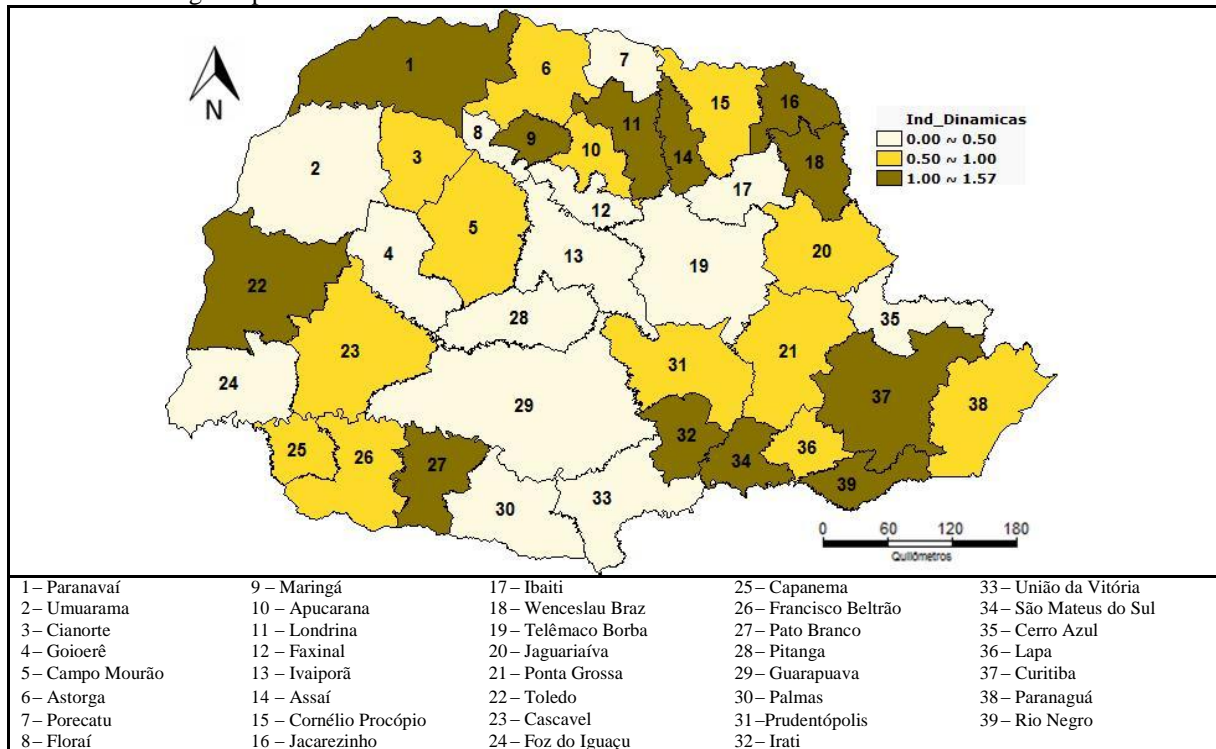 1
6
7
15
16
Ind_Dinamicas
0.00 ~ 0.50
0.50 ~ 1.00
1.00 ~ 1.57
N
8
9
11
10
14
18
2
3
17
12
5
4
13
19
20
22
28
35
23
31
21
24
29
37
38
32
25
26
27
34
36
39
30
33
0 60 120 180
Quilômetros
1 – Paranavaí 9 – Maringá 17 – Ibaiti 25 – Capanema 33 – União da Vitória
2 – Umuarama 10 – Apucarana 18 – Wenceslau Braz 26 – Francisco Beltrão 34 – São Mateus do Sul
3 – Cianorte 11 – Londrina 19 – Telêmaco Borba 27 – Pato Branco 35 – Cerro Azul
4 – Goioerê 12 – Faxinal 20 – Jaguariaíva 28 – Pitanga 36 – Lapa
5 – Campo Mourão 13 – Ivaiporã 21 – Ponta Grossa 29 – Guarapuava 37 – Curitiba
6 – Astorga 14 – Assaí 22 – Toledo 30 – Palmas 38 – Paranaguá
7 – Porecatu 15 – Cornélio Procópio 23 – Cascavel 31 –Prudentópolis 39 – Rio Negro
8 – Floraí 16 – Jacarezinho 24 – Foz do Iguaçu 32 – Irati